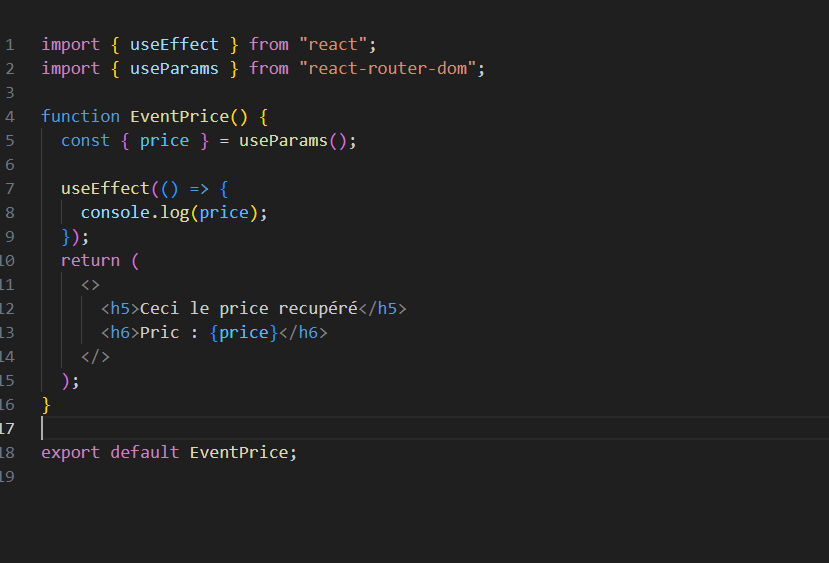 1 import { useEffect } from "react";
2 import { useParams } from "react-router-dom";
3
4 function EventPrice() {
5   const { price } = useParams();
6
7   useEffect(() => {
8     console.log(price);
9   });
10   return (
11     <>
12       <h5>Ceci le price recupéré</h5>
13       <h6>Pric : {price}</h6>
14     </>
15   );
16 }
17
18 export default EventPrice;
19